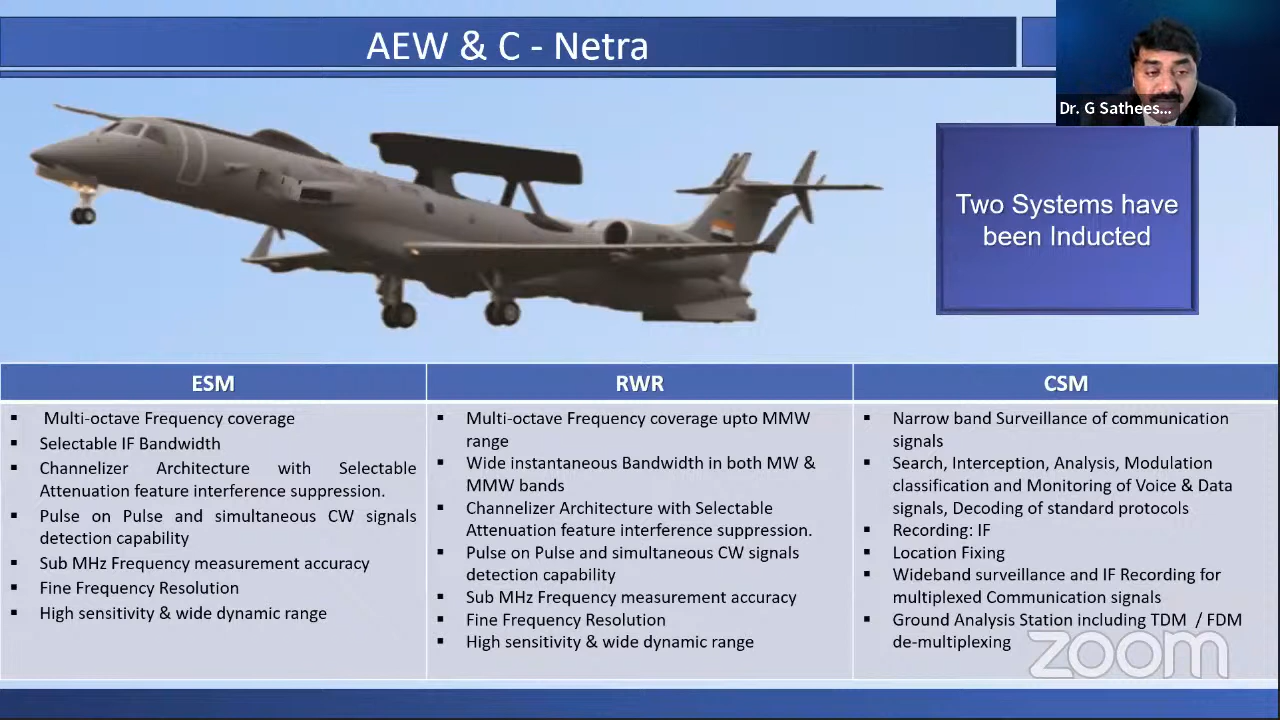 AEW & C - Netra
Dr. G Sathees...
Two Systems have
been Inducted
ESM
▪ Multi-octave Frequency coverage
▪ Selectable IF Bandwidth
▪ Channelizer Architecture with Selectable
Attenuation feature interference suppression.
▪ Pulse on Pulse and simultaneous CW signals
detection capability
▪ Sub MHz Frequency measurement accuracy
▪ Fine Frequency Resolution
▪ High sensitivity & wide dynamic range
RWR
▪ Multi-octave Frequency coverage upto MMW
range
▪ Wide instantaneous Bandwidth in both MW &
MMW bands
▪ Channelizer Architecture with Selectable
Attenuation feature interference suppression.
▪ Pulse on Pulse and simultaneous CW signals
detection capability
▪ Sub MHz Frequency measurement accuracy
▪ Fine Frequency Resolution
▪ High sensitivity & wide dynamic range
CSM
▪ Narrow band Surveillance of communication
signals
▪ Search, Interception, Analysis, Modulation
classification and Monitoring of Voice & Data
signals, Decoding of standard protocols
▪ Recording: IF
▪ Location Fixing
▪ Wideband surveillance and IF Recording for
multiplexed Communication signals
▪ Ground Analysis Station including TDM / FDM
de-multiplexing
zoom